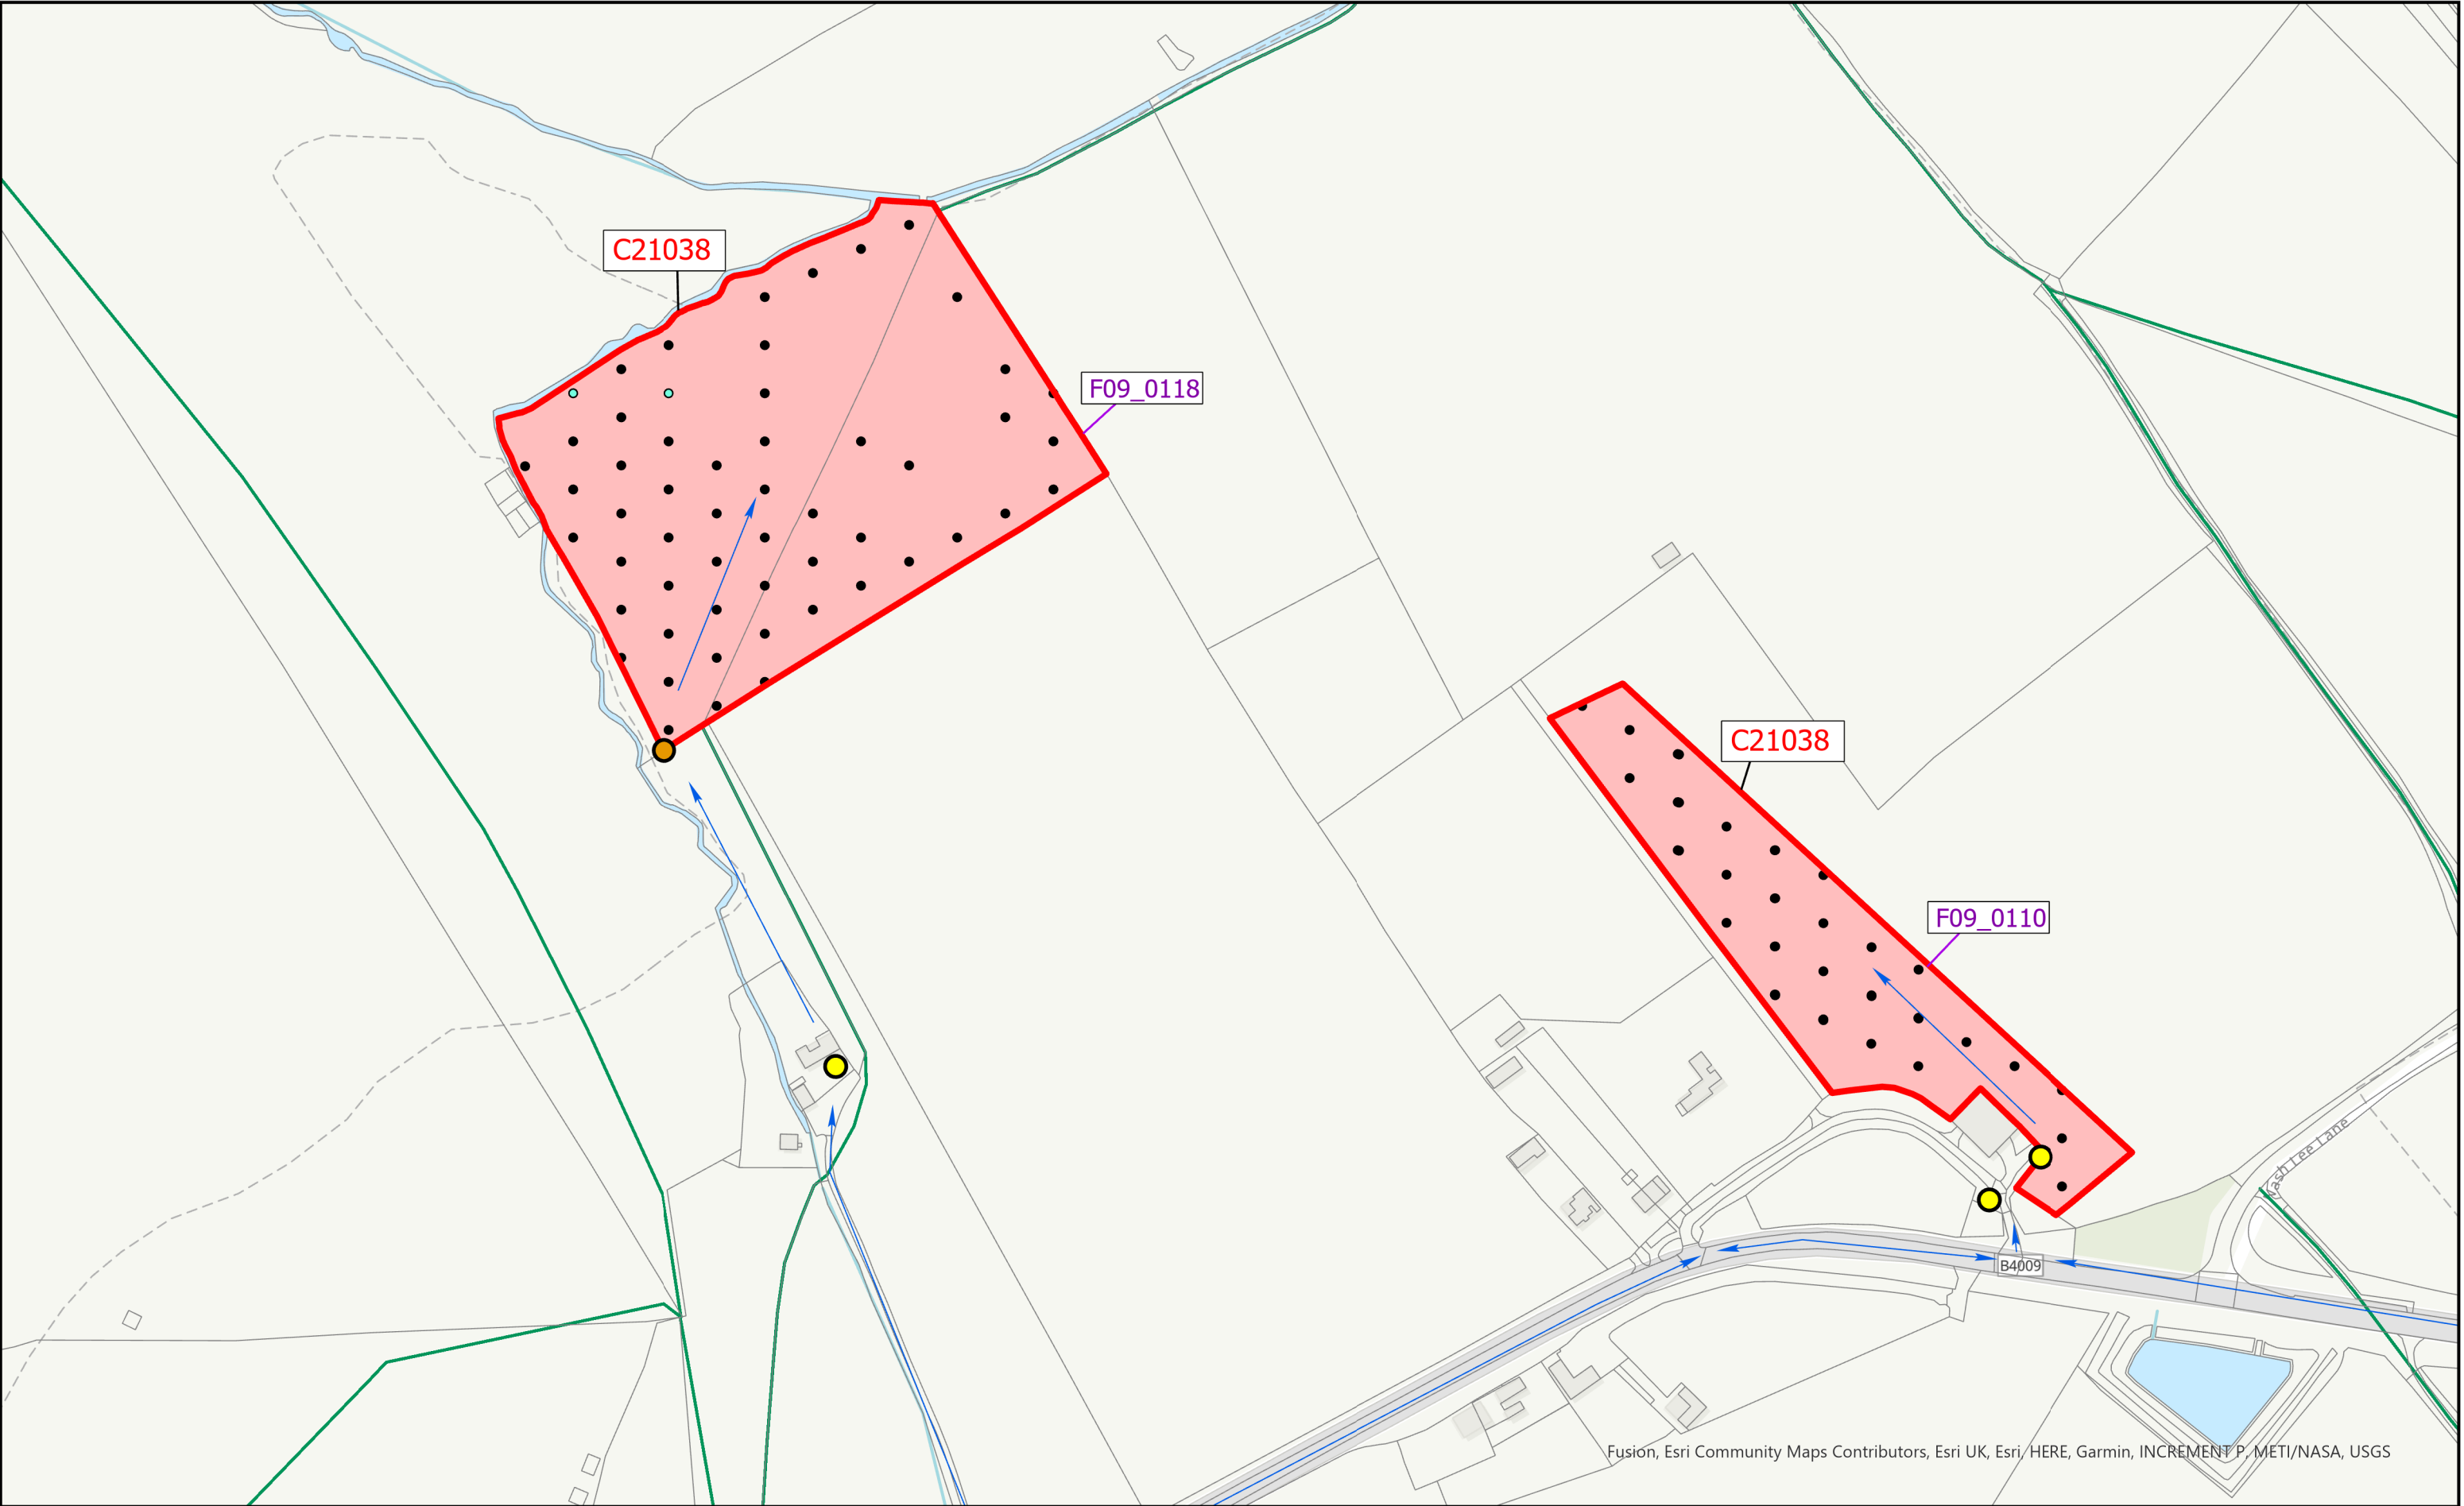 C21038
F09_0118
C21038
F09_0110
Nash Lee Lane
B4009
Fusion, Esri Community Maps Contributors, Esri UK, Esri, HERE, Garmin, INCREMENT P, METI/NASA, USGS